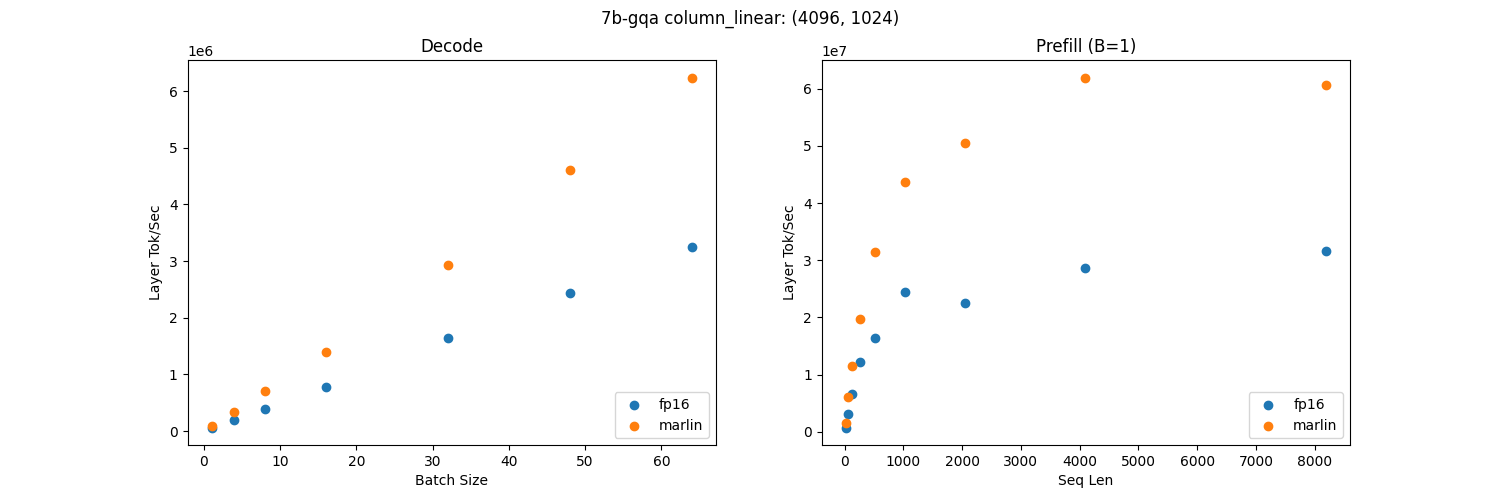 7b-gqa column_linear: (4096, 1024)
Decode
1e6
6
5
4
3
2
1
0
Layer Tok/Sec
0 10 20 30 40 50 60
Batch Size
fp16
marlin
Prefill (B=1)
1e7
6
5
4
3
2
1
0
Layer Tok/Sec
0 1000 2000 3000 4000 5000 6000 7000 8000
Seq Len
fp16
marlin